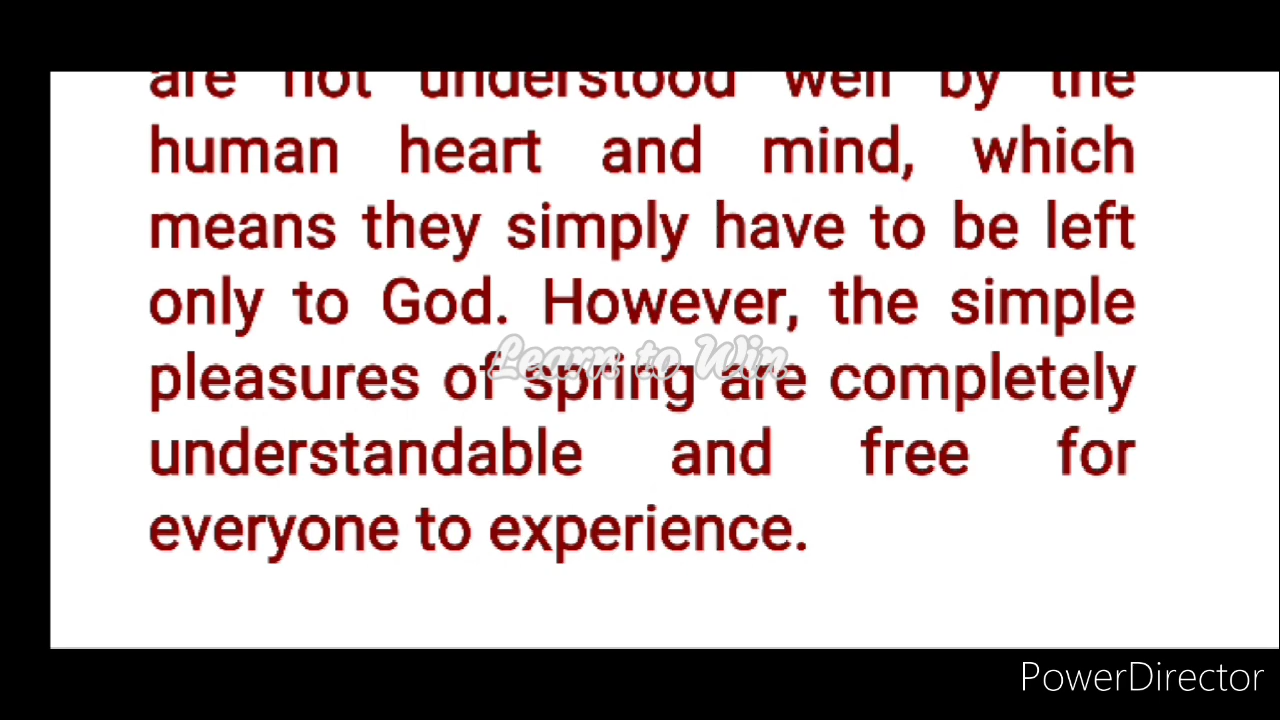 are not understood well by the
human heart and mind, which
means they simply have to be left
only to God. However, the simple
Learn to Win
pleasures of spring are completely
understandable and free for
everyone to experience.
PowerDirector